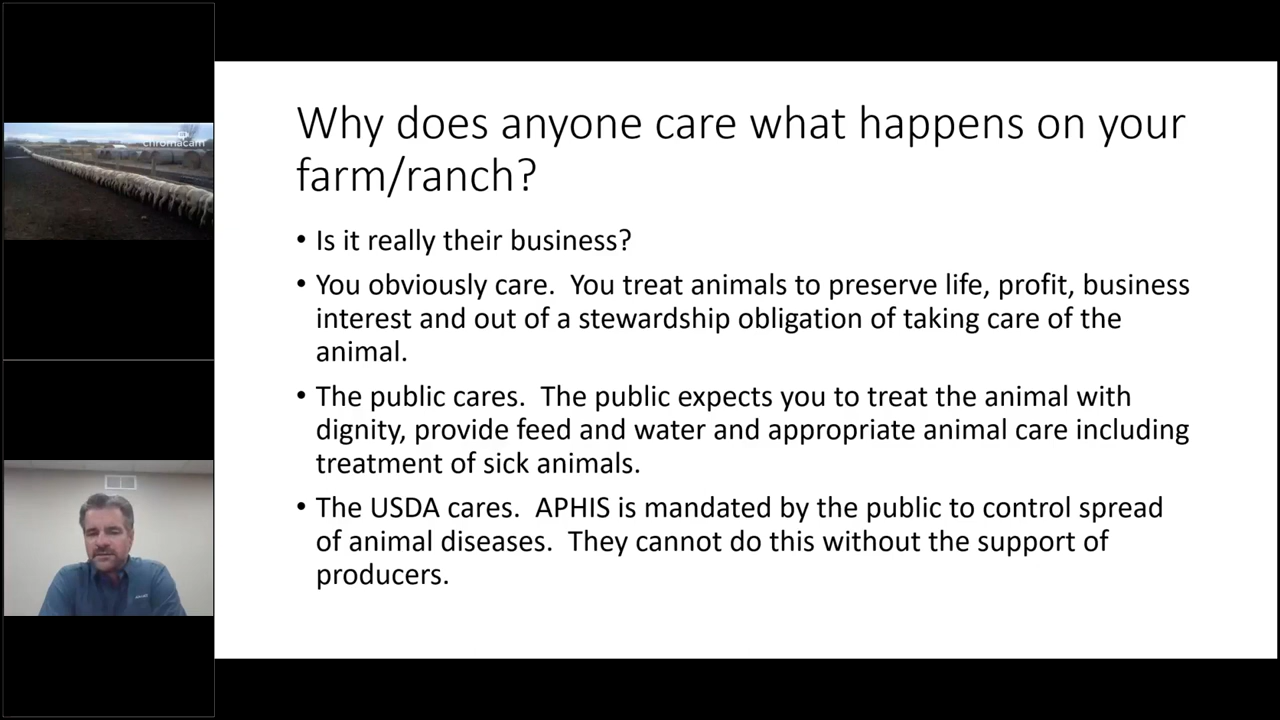 chromacam
Why does anyone care what happens on your
farm/ranch?
• Is it really their business?
• You obviously care.  You treat animals to preserve life, profit, business
interest and out of a stewardship obligation of taking care of the
animal.
• The public cares.  The public expects you to treat the animal with
dignity, provide feed and water and appropriate animal care including
treatment of sick animals.
• The USDA cares.  APHIS is mandated by the public to control spread
of animal diseases.  They cannot do this without the support of
producers.